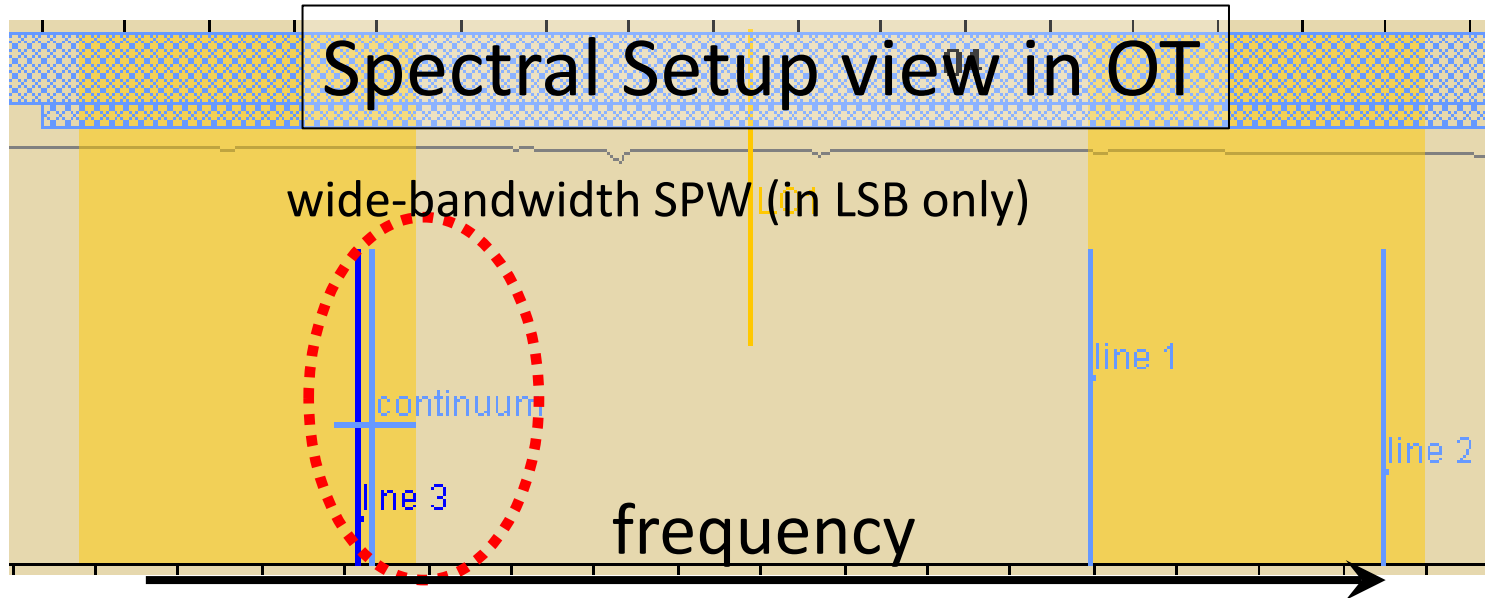 Spectral Setup view in OT
wide-bandwidth SPW (in LSB only)
LO1
line 1
continuum
line 2
line 3
frequency